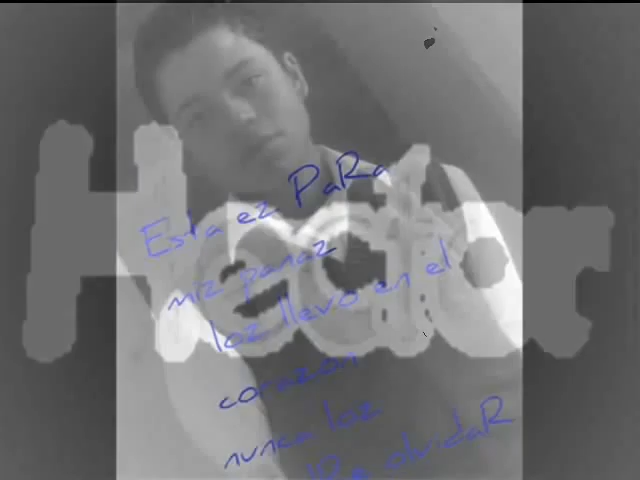 Hector
Esta ez PaRa
miz panaz
loz llevo en el
corazon
nunca loz
olvidaR